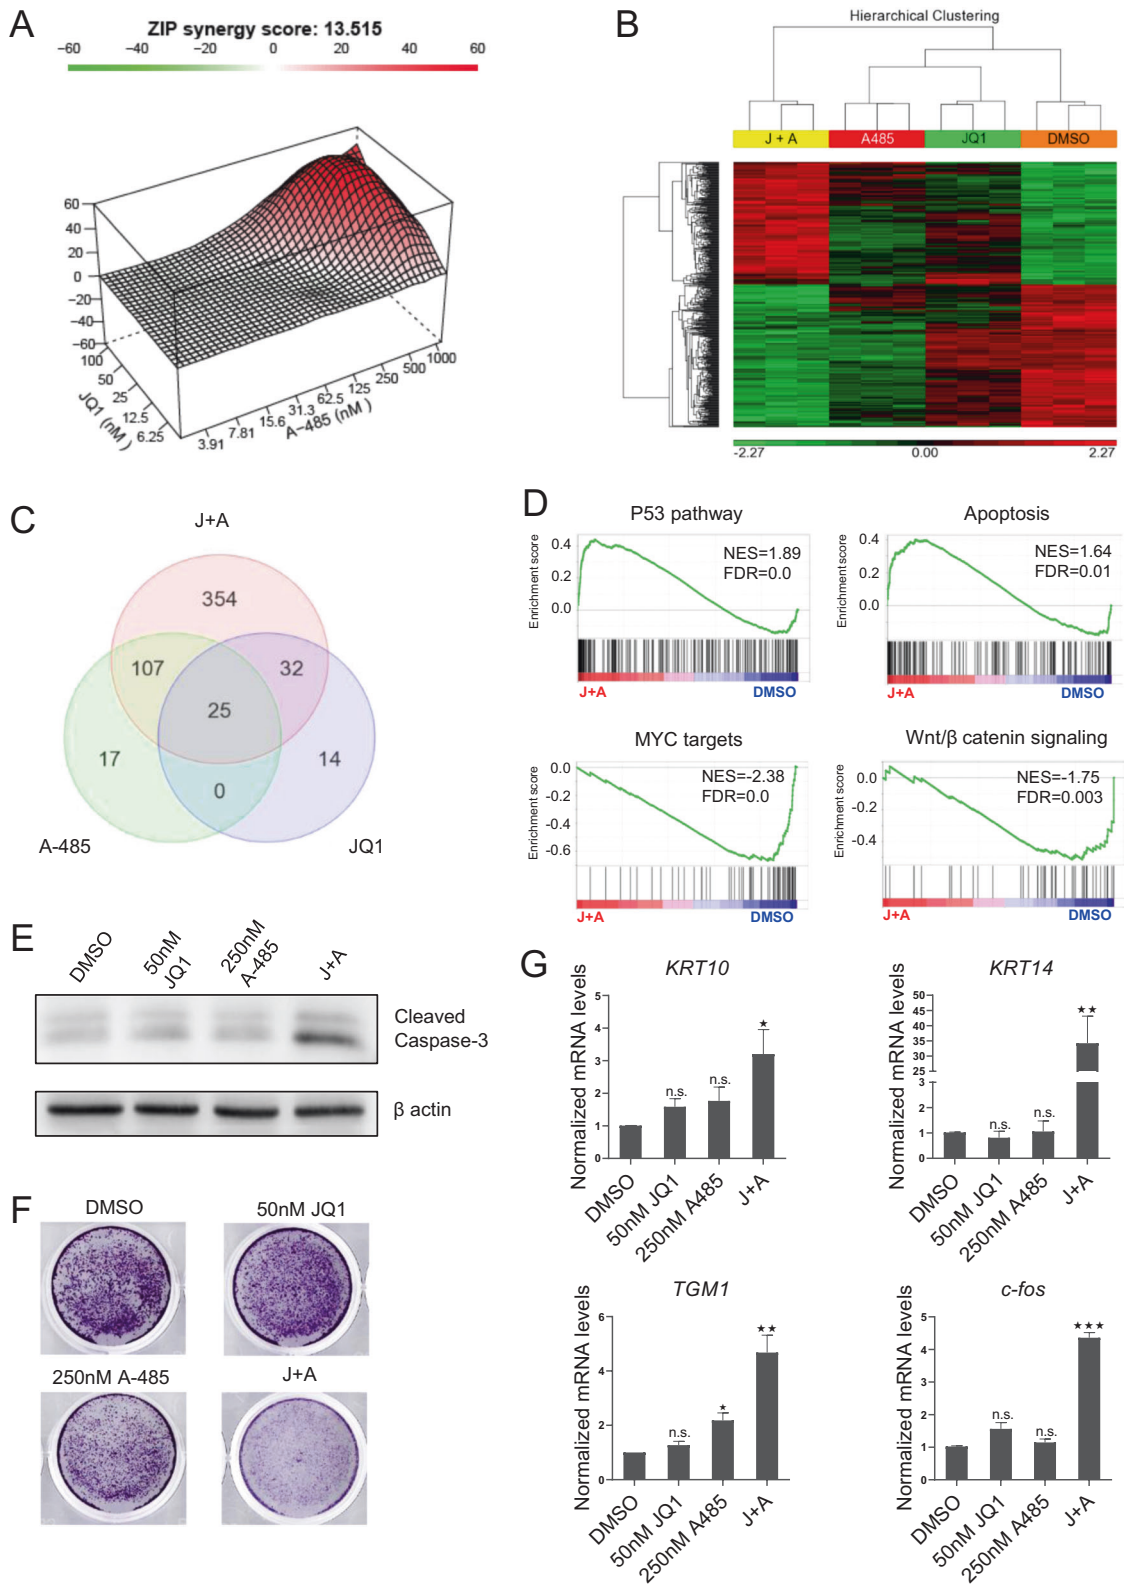 A
ZIP synergy score: 13.515
−60 −40 −20 0 20 40 60
60
40
20
0
−20
−40
−60
100
50
25
12.5
6.25
JQ1 (nM )
3.91
7.81
15.6
31.3
62.5
125
250
500
1000
A−485 (nM )
B
Hierarchical Clustering
J + A A485 JQ1 DMSO
-2.27 0.00 2.27
C
J+A
354
107
32
25
17
14
0
A-485
JQ1
D
P53 pathway
Enrichment score
0.4
0.2
0.0
NES=1.89
FDR=0.0
J+A DMSO
Apoptosis
Enrichment score
0.4
0.2
0.0
NES=1.64
FDR=0.01
J+A DMSO
MYC targets
Enrichment score
0.0
-0.2
-0.4
-0.6
NES=-2.38
FDR=0.0
J+A DMSO
Wnt/β catenin signaling
Enrichment score
0.0
-0.2
-0.4
NES=-1.75
FDR=0.003
J+A DMSO
E
DMSO
50nM
JQ1
250nM
A-485
J+A
Cleaved
Caspase-3
β actin
F
DMSO
50nM JQ1
250nM A-485
J+A
G
KRT10
Normalized mRNA levels
5
4
3
2
1
0
n.s.
n.s.
★
DMSO
50nM JQ1
250nM A485
J+A
KRT14
Normalized mRNA levels
50
45
40
35
30
25
3
2
1
0
n.s.
n.s.
★★
DMSO
50nM JQ1
250nM A485
J+A
TGM1
Normalized mRNA levels
6
4
2
0
n.s.
★
★★
DMSO
50nM JQ1
250nM A485
J+A
c-fos
Normalized mRNA levels
5
4
3
2
1
0
n.s.
n.s.
★★★
DMSO
50nM JQ1
250nM A485
J+A